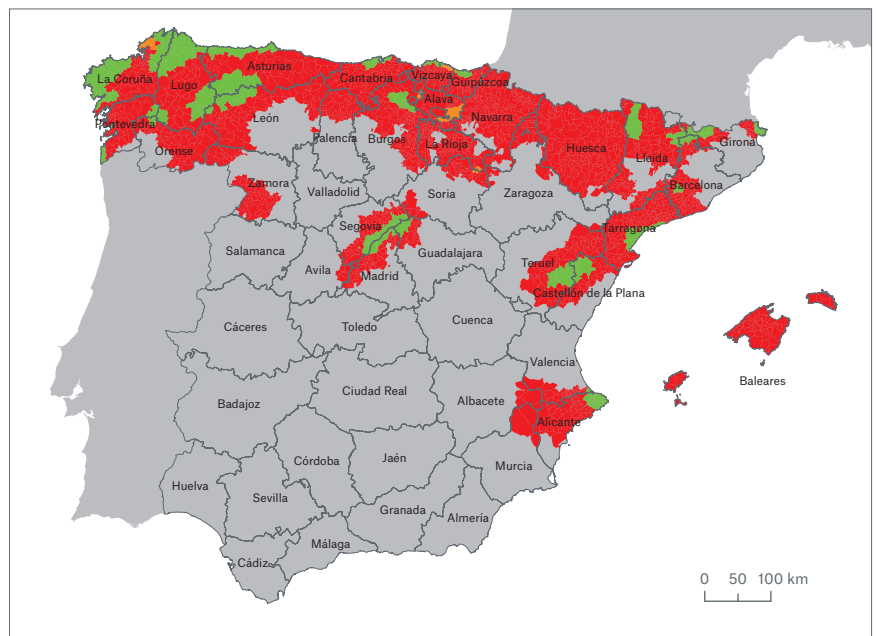 Asturias
La Coruña
Lugo
Cantabria
Vizcaya
Guipúzcoa
Alava
Navarra
Pontevedra
León
Orense
Palencia
Burgos
La Rioja
Huesca
Lleida
Girona
Zamora
Valladolid
Soria
Zaragoza
Barcelona
Segovia
Tarragona
Salamanca
Avila
Madrid
Guadalajara
Teruel
Castellón de la Plana
Cáceres
Toledo
Cuenca
Valencia
Baleares
Badajoz
Ciudad Real
Albacete
Alicante
Córdoba
Jaén
Murcia
Huelva
Sevilla
Granada
Almería
Málaga
Cádiz
0 50 100 km